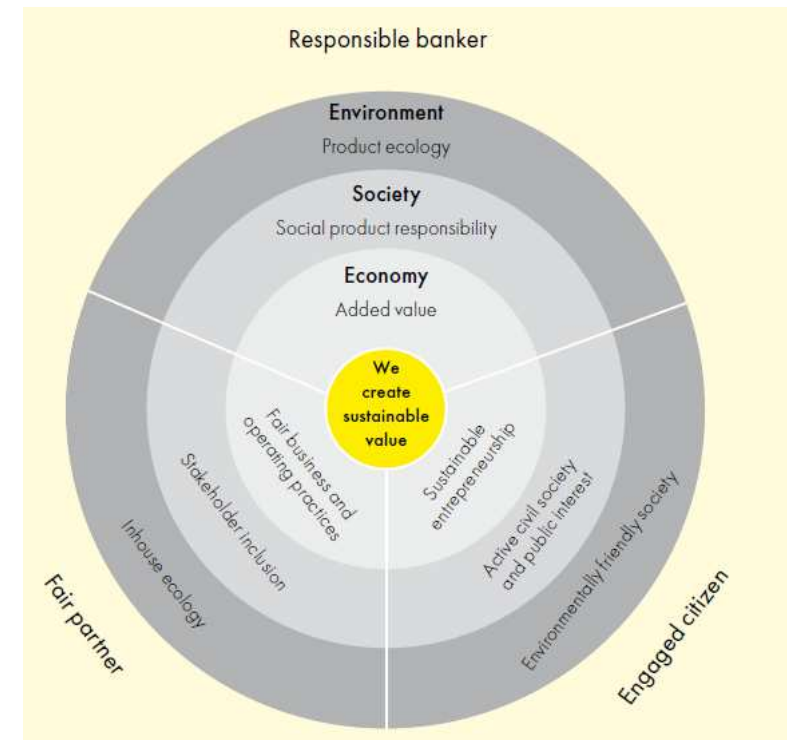 Responsible banker
Environment
Product ecology
Society
Social product responsibility
Economy
Added value
We
create
sustainable
value
Fair business and
operating practices
Stakeholder inclusion
Inhouse ecology
Fair partner
Sustainable
entrepreneurship
Active civil society
and public interest
Environmentally friendly society
Engaged citizen